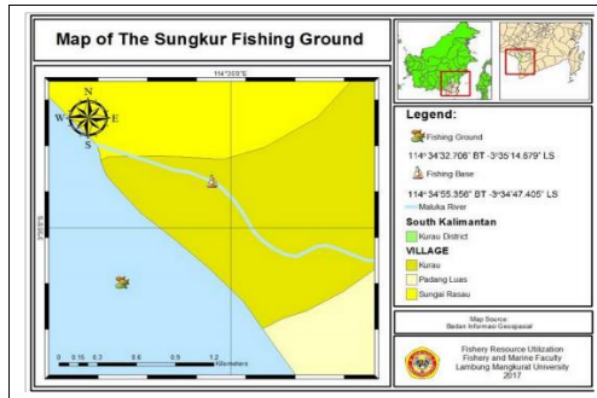 Map of The Sungkur Fishing Ground
114°35'0"E
N
W
E
S
0 0.15 0.3 0.6 0.9 1.2
Kilometers
Legend:
Fishing Ground
114° 34'32.706" BT -3°35'14.679" LS
Fishing Base
114° 34'55.356" BT -3°34'47.405" LS
Maluka River
South Kalimantan
Kurau District
VILLAGE
Kurau
Padang Luas
Sungai Rasau
Map Source:
Badan Informasi Geospasial
Fishery Resource Utilization
Fishery and Marine Faculty
Lambung Mangkurat University
2017